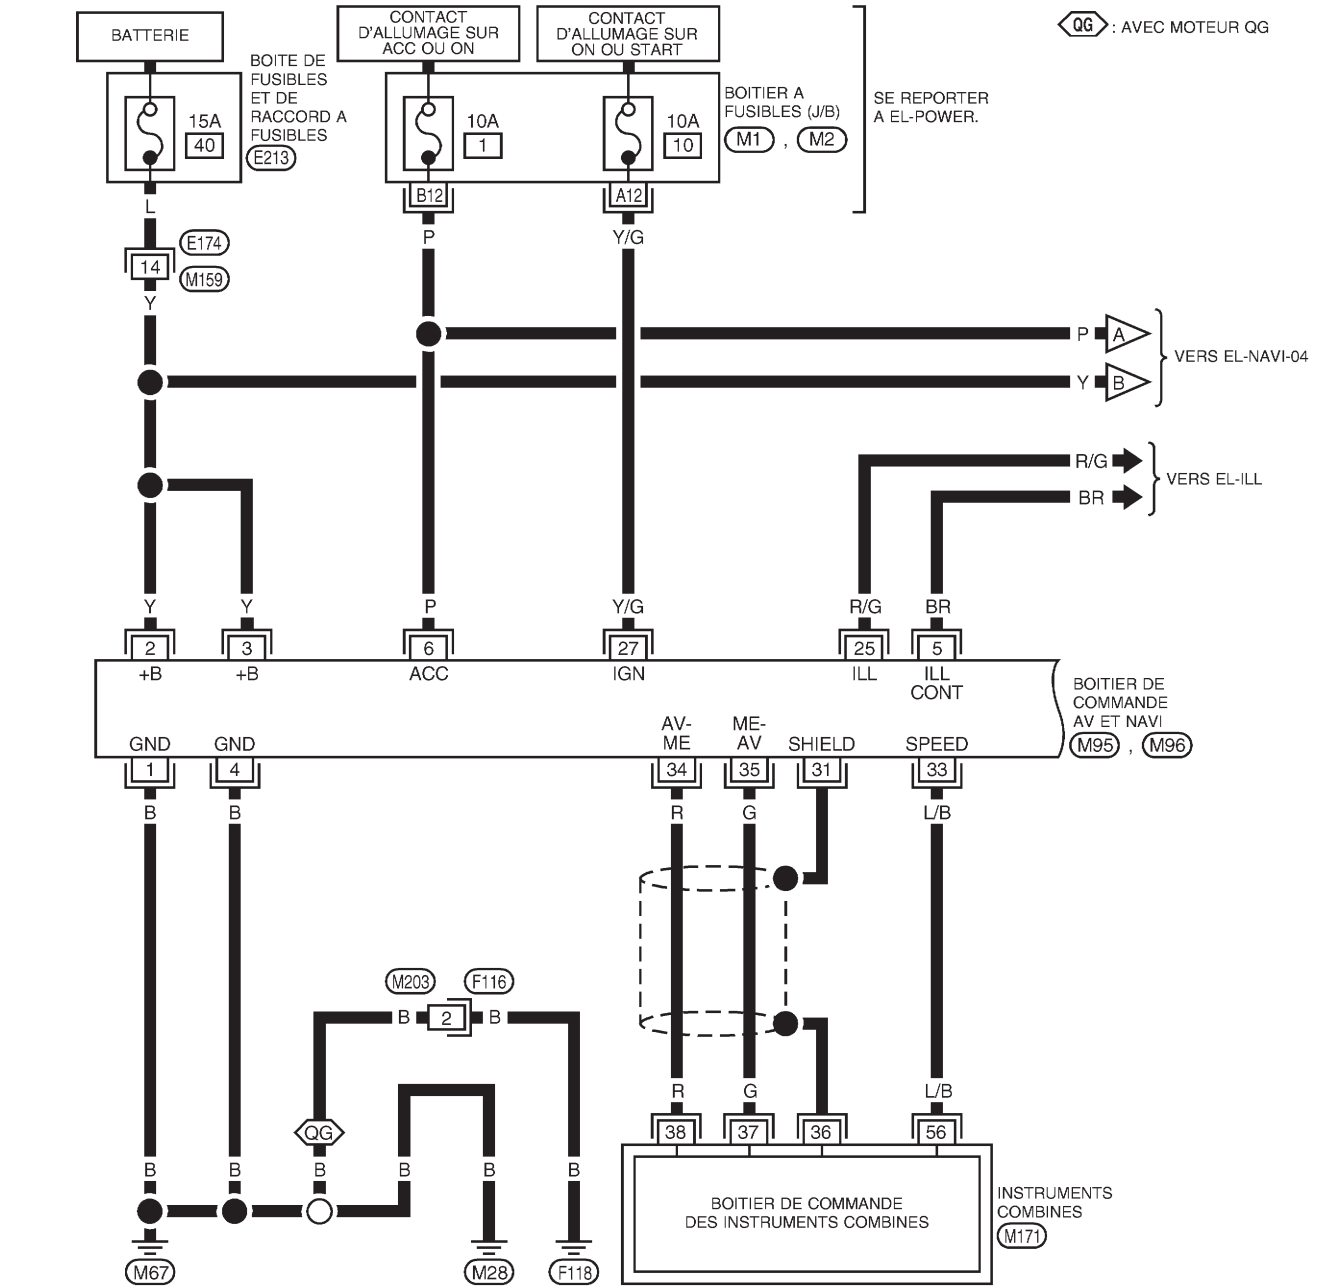 BATTERIE
CONTACT
D'ALLUMAGE SUR
ACC OU ON
CONTACT
D'ALLUMAGE SUR
ON OU START
QG : AVEC MOTEUR QG
BOITE DE
FUSIBLES
ET DE
RACCORD A
FUSIBLES
E213
15A
40
10A
1
10A
10
BOITIER A
FUSIBLES (J/B)
M1 , M2
SE REPORTER
A EL-POWER.
B12
A12
L
P
Y/G
E174
14
M159
Y
P
A
Y
B
VERS EL-NAVI-04
R/G
BR
VERS EL-ILL
Y
Y
P
Y/G
R/G
BR
2
3
6
27
25
5
+B
+B
ACC
IGN
ILL
ILL
CONT
BOITIER DE
COMMANDE
AV ET NAVI
M95 , M96
GND
GND
AV-
ME
ME-
AV
SHIELD
SPEED
1
4
34
35
31
33
B
B
R
G
L/B
M203
F116
B
2
B
QG
R
G
L/B
38
37
36
56
B
B
B
B
B
B
BOITIER DE COMMANDE
DES INSTRUMENTS COMBINES
INSTRUMENTS
COMBINES
M171
M67
M28
F118